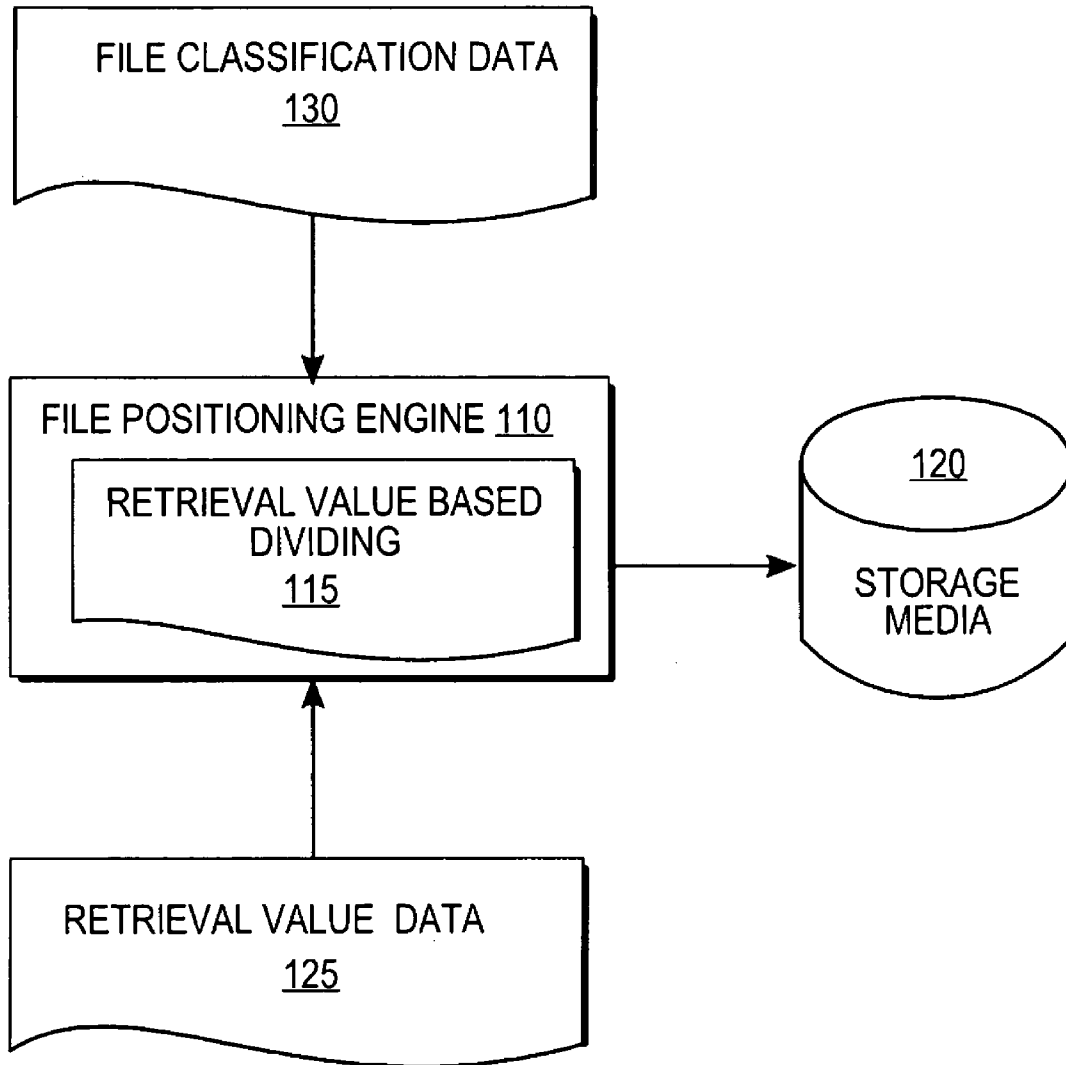 FILE CLASSIFICATION DATA
130
FILE POSITIONING ENGINE 110
RETRIEVAL VALUE BASED
DIVIDING
115
120
STORAGE
MEDIA
RETRIEVAL VALUE DATA
125